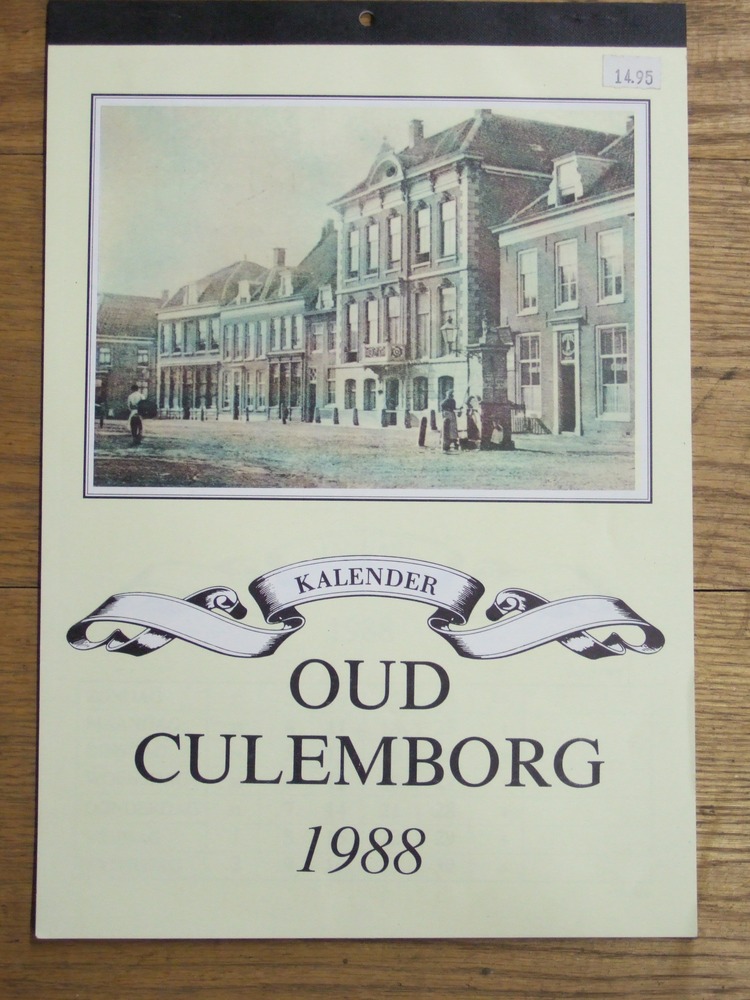 14.95
KALENDER
OUD
CULEMBORG
1988